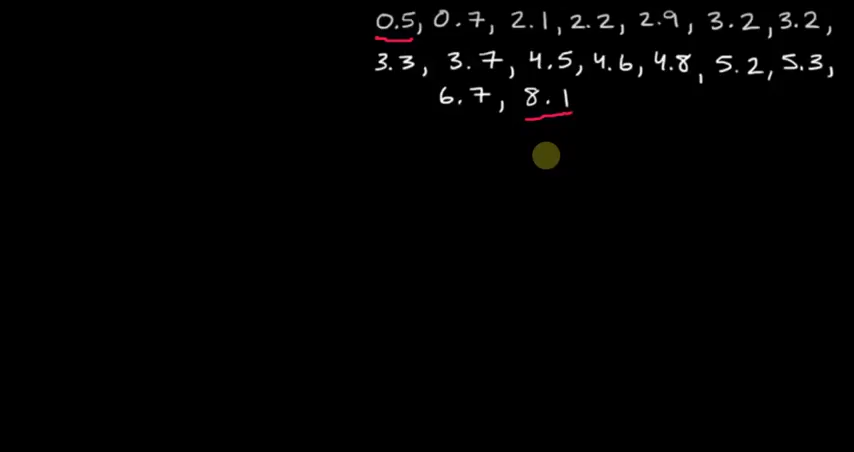 0.5, 0.7, 2.1, 2.2, 2.9, 3.2, 3.2,
3.3, 3.7, 4.5, 4.6, 4.8, 5.2, 5.3,
6.7, 8.1